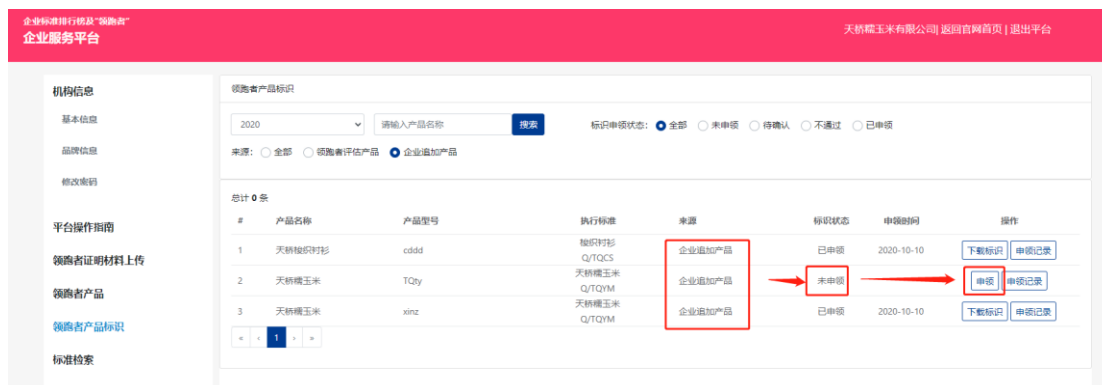 企业标准排行榜及“领跑者”
企业服务平台
天桥糯玉米有限公司| 返回官网首页 | 退出平台
机构信息
基本信息
品牌信息
修改密码
平台操作指南
领跑者证明材料上传
领跑者产品
领跑者产品标识
标准检索
领跑者产品标识
2020 请输入产品名称 搜索 标识申领状态: 全部 未申领 待确认 不通过 已申领
来源: 全部 领跑者评估产品 企业追加产品
总计 0 条
# 产品名称 产品型号 执行标准 来源 标识状态 申领时间 操作
1 天桥梭织衬衫 cddd 梭织衬衫 Q/TQCS 企业追加产品 已申领 2020-10-10 下载标识 申领记录
2 天桥糯玉米 TQty 天桥糯玉米 Q/TQYM 企业追加产品 未申领 申领 申领记录
3 天桥糯玉米 xinz 天桥糯玉米 Q/TQYM 企业追加产品 已申领 2020-10-10 下载标识 申领记录
« ‹ 1 › »